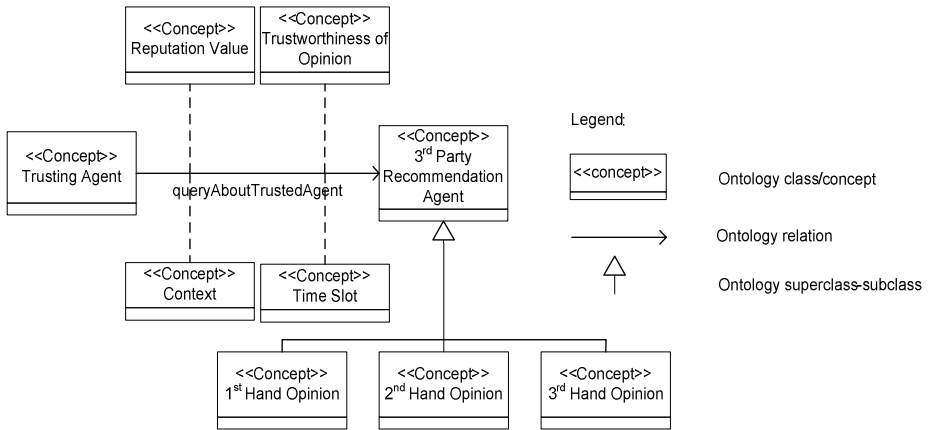 <<Concept>>
Reputation Value
<<Concept>>
Trustworthiness of
Opinion
<<Concept>>
Trusting Agent
queryAboutTrustedAgent
<<Concept>>
3rd Party
Recommendation
Agent
<<Concept>>
Context
<<Concept>>
Time Slot
<<Concept>>
1st Hand Opinion
<<Concept>>
2nd Hand Opinion
<<Concept>>
3rd Hand Opinion
Legend:
<<concept>>
Ontology class/concept
Ontology relation
Ontology superclass-subclass